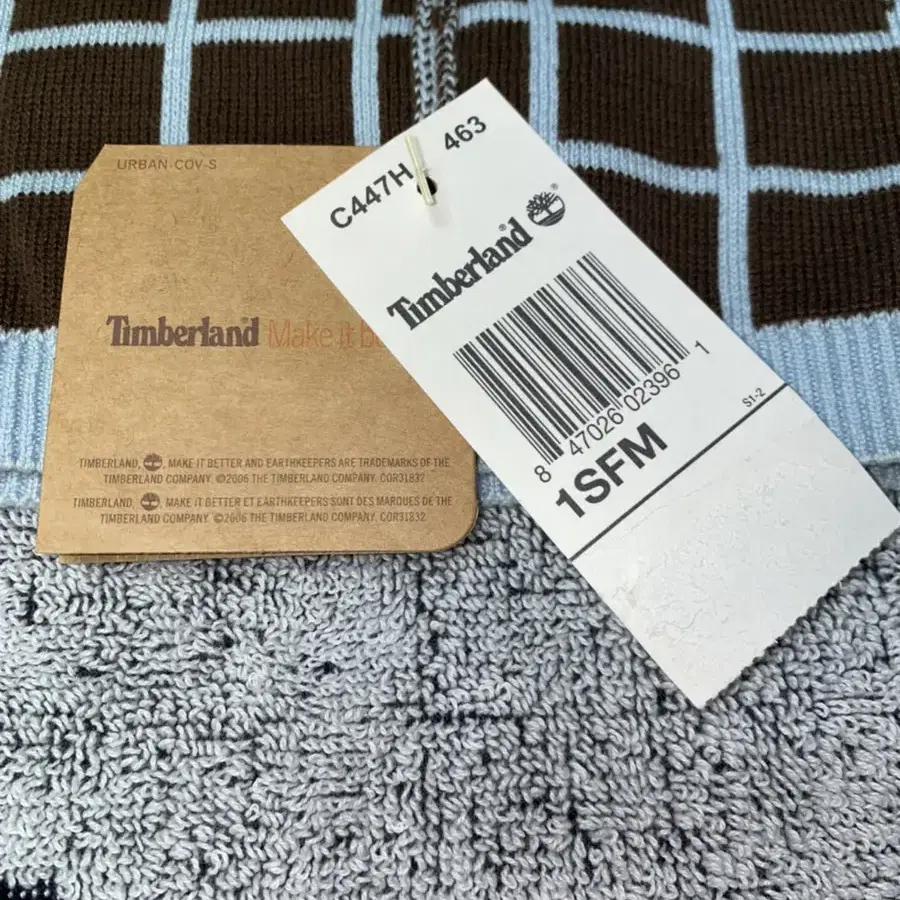 URBAN-COV-S
Timberland Make it
TIMBERLAND, , MAKE IT BETTER AND EARTHKEEPERS ARE TRADEMARKS OF THE
TIMBERLAND COMPANY. ©2006 THE TIMBERLAND COMPANY. COR31832
TIMBERLAND, , MAKE IT BETTER ET EARTHKEEPERS SONT DES MARQUES DE THE
TIMBERLAND COMPANY. ©2006 THE TIMBERLAND COMPANY. COR31832
C447H 463
Timberland®
8 47026 02396 1
1SFM
S1-2